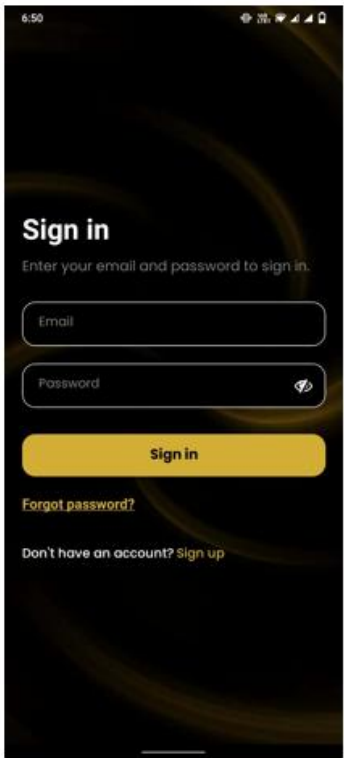 6:50
Sign in
Enter your email and password to sign in.
Email
Password
Sign in
Forgot password?
Don't have an account? Sign up